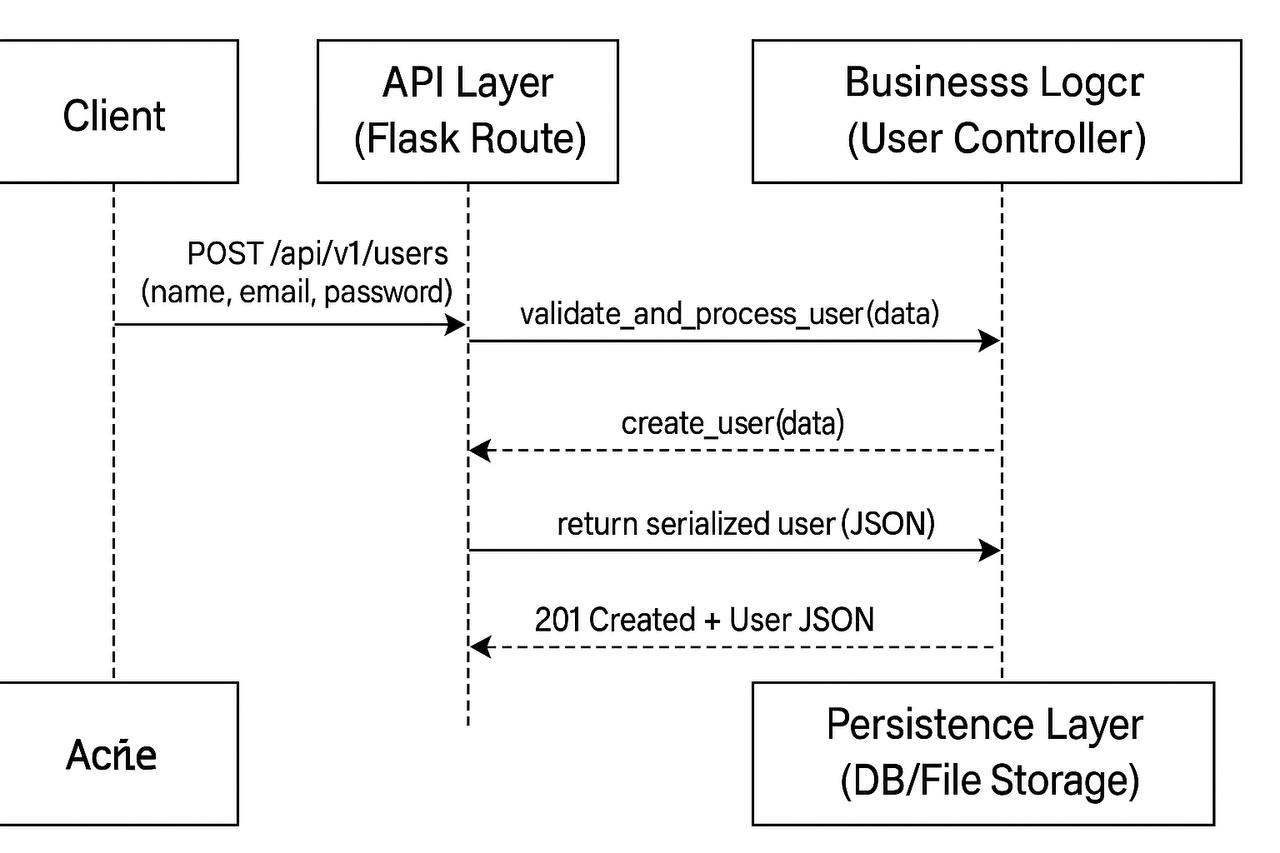 Client
API Layer
(Flask Route)
Businesss Logcr
(User Controller)
POST /api/v1/users
(name, email, password)
validate_and_process_user(data)
create_user(data)
return serialized user (JSON)
201 Created + User JSON
Persistence Layer
(DB/File Storage)